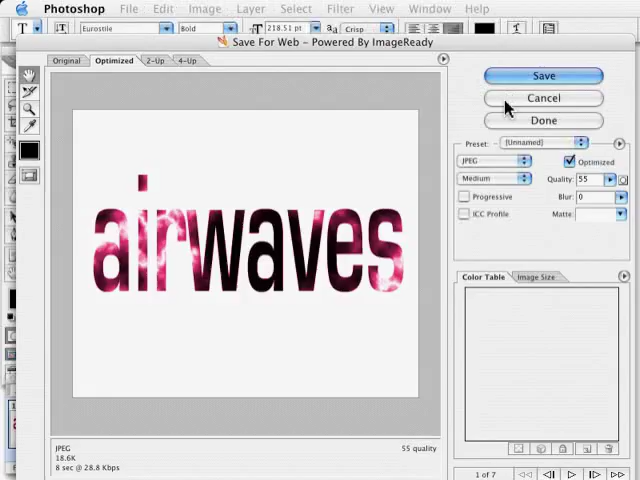 Photoshop File Edit Image Layer Select Filter View Window Help
T Eurostile Bold 218.51 pt Crisp
Save For Web – Powered By ImageReady
Original Optimized 2-Up 4-Up
Save
Cancel
Done
Preset: [Unnamed]
JPEG Optimized
Medium Quality: 55
Progressive Blur: 0
ICC Profile Matte:
airwaves
Color Table Image Size
JPEG 55 quality
18.6K
8 sec @ 28.8 Kbps
1 of 7